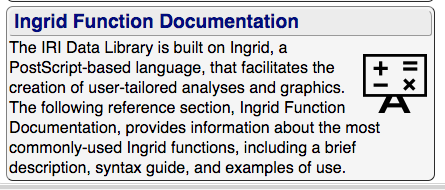 Ingrid Function Documentation
The IRI Data Library is built on Ingrid, a
PostScript-based language, that facilitates the
creation of user-tailored analyses and graphics.
The following reference section, Ingrid Function
Documentation, provides information about the most
commonly-used Ingrid functions, including a brief
description, syntax guide, and examples of use.